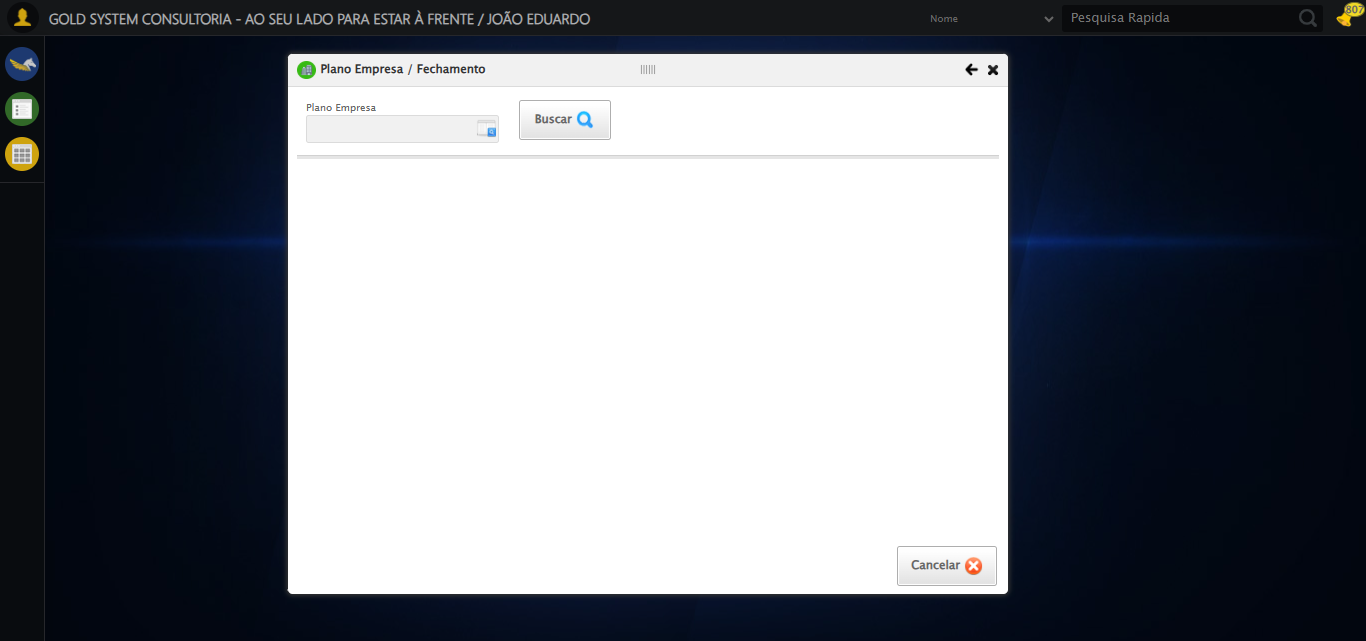 GOLD SYSTEM CONSULTORIA - AO SEU LADO PARA ESTAR À FRENTE / JOÃO EDUARDO
Nome
Pesquisa Rapida
807
Plano Empresa / Fechamento
Plano Empresa
Buscar
Cancelar